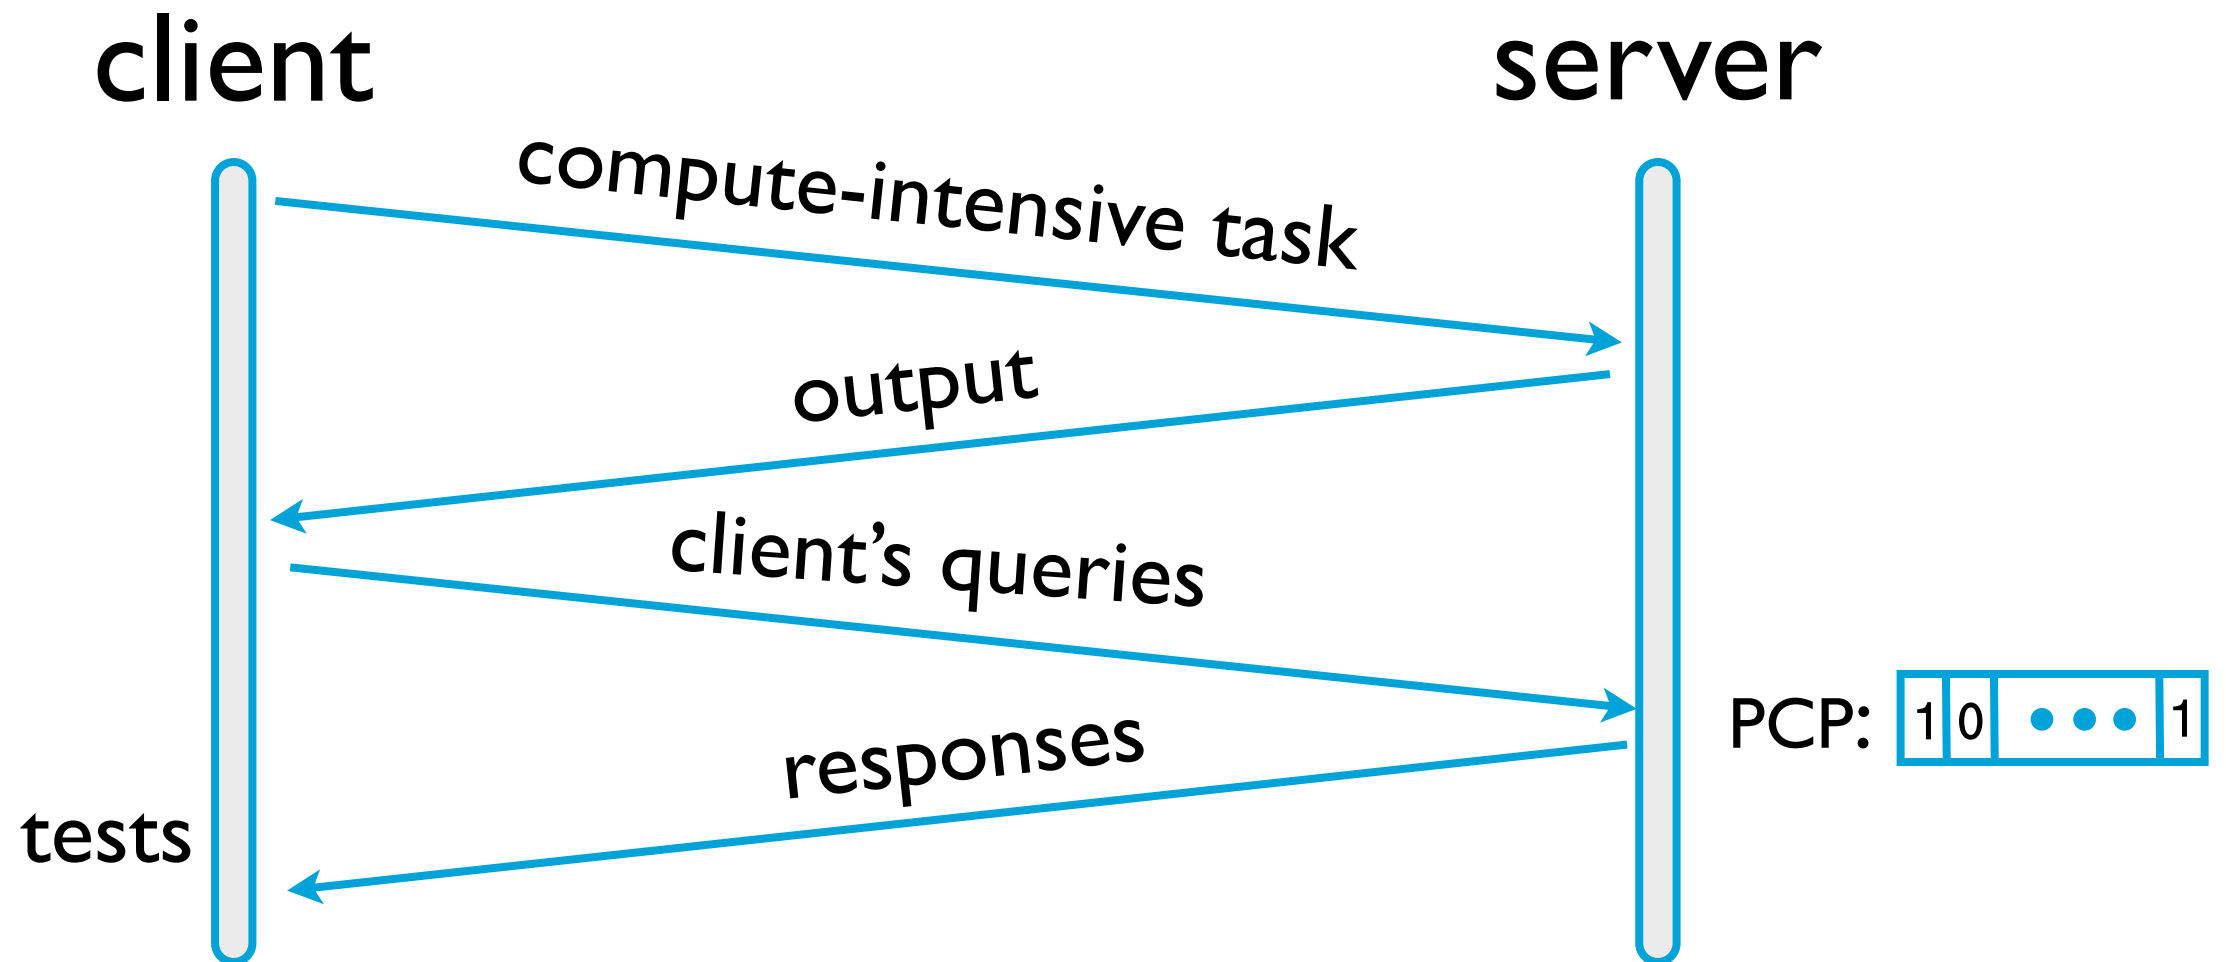 client
server
compute-intensive task
output
client’s queries
PCP: 1 0 ••• 1
responses
tests